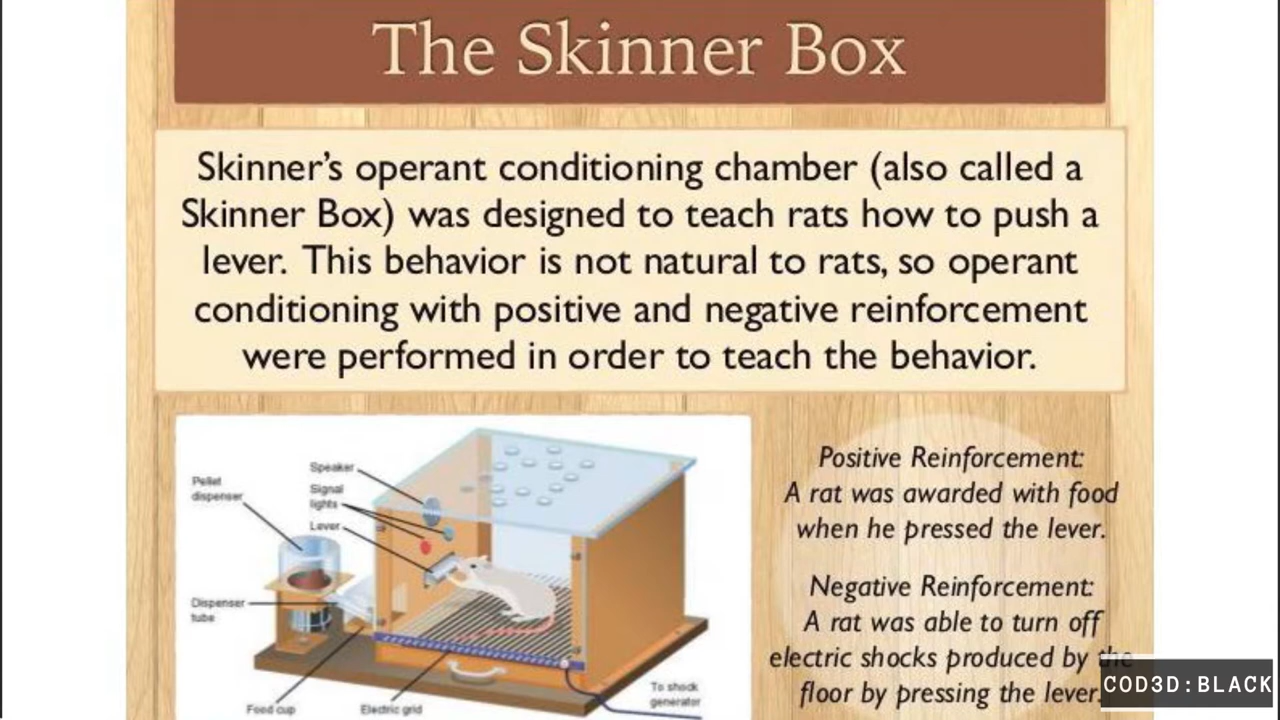 The Skinner Box
Skinner's operant conditioning chamber (also called a
Skinner Box) was designed to teach rats how to push a
lever. This behavior is not natural to rats, so operant
conditioning with positive and negative reinforcement
were performed in order to teach the behavior.
Speaker
Pellet
dispenser
Signal
lights
Lever
Dispenser
tube
Food cup
Electric grid
To shock
generator
Positive Reinforcement:
A rat was awarded with food
when he pressed the lever.
Negative Reinforcement:
A rat was able to turn off
electric shocks produced by the
floor by pressing the lever.
COD3D:BLACK